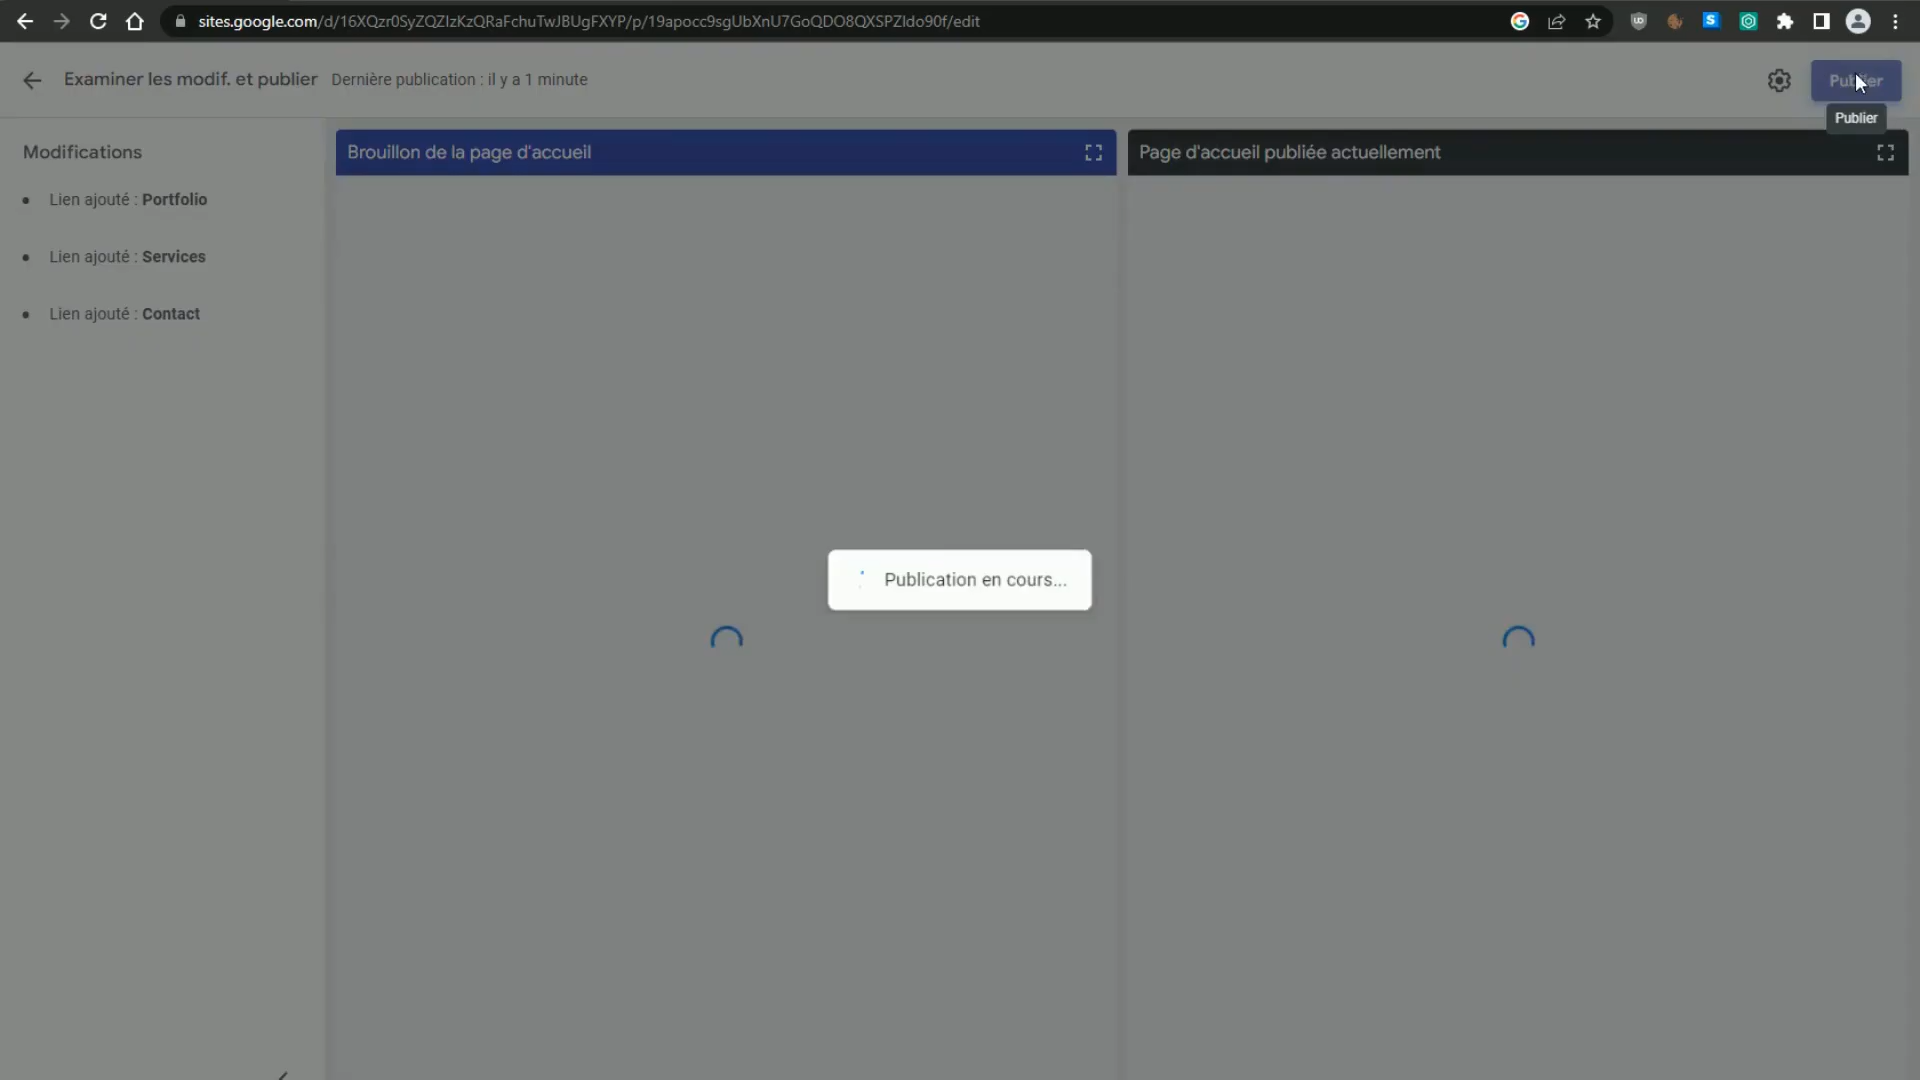 sites.google.com/d/16XQzr0SyZQZIzKzQRaFchuTwJBUgFXYP/p/19apocc9sgUbXnU7GoQDO8QXSPZIdo90f/edit
Examiner les modif. et publier Dernière publication : il y a 1 minute
Publier
Publier
Modifications
Brouillon de la page d'accueil
Page d'accueil publiée actuellement
Lien ajouté : Portfolio
Lien ajouté : Services
Lien ajouté : Contact
Publication en cours...